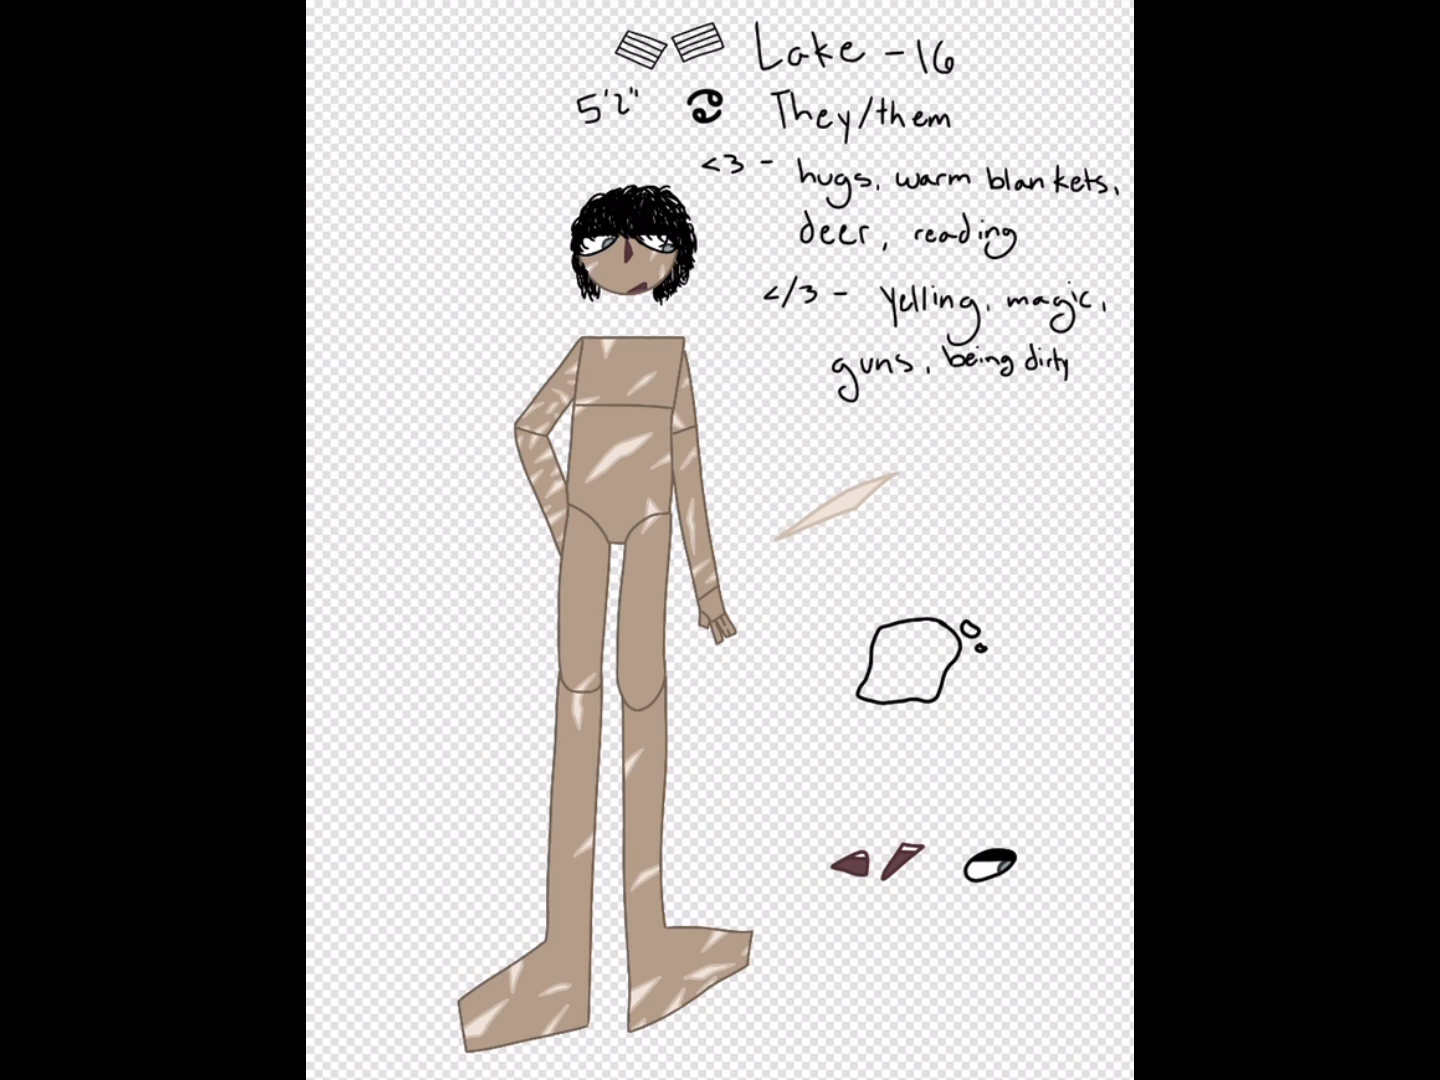 Lake - 16
5'2" ♋ They/them
<3 - hugs, warm blankets,
deer, reading
</3 - Yelling, magic,
guns, being dirty